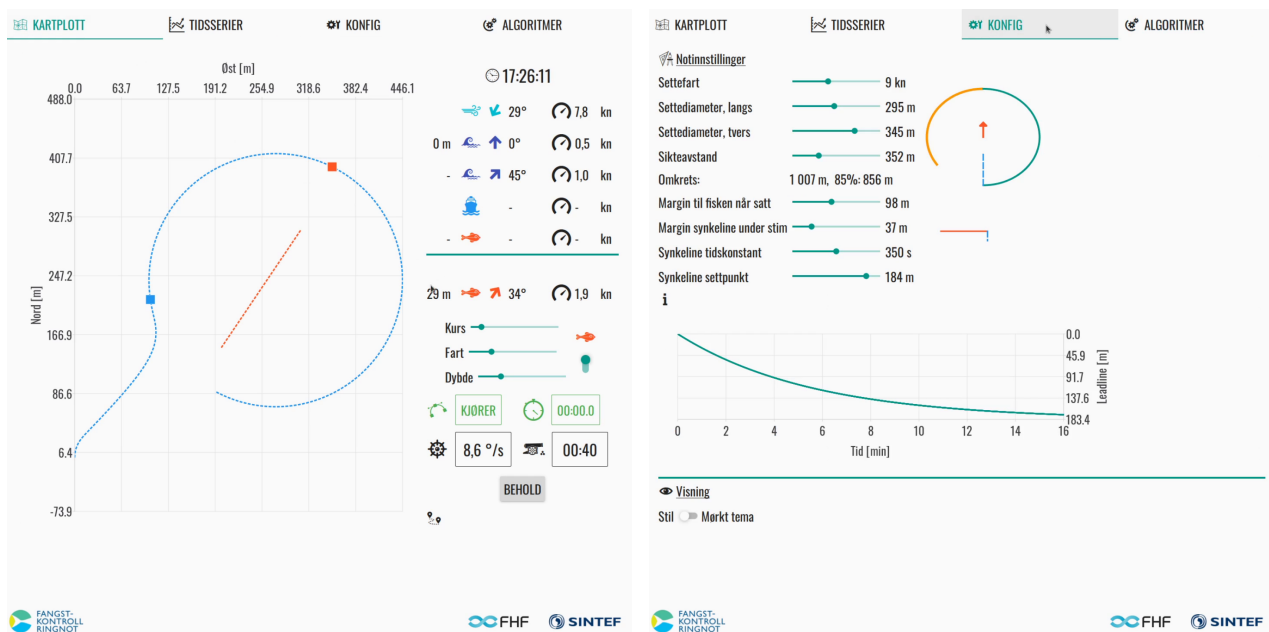 KARTPLOTT TIDSSERIER KONFIG ALGORITMER
Øst [m]
0.0 63.7 127.5 191.2 254.9 318.6 382.4 446.1
488.0
407.7
327.5
247.2
166.9
86.6
6.4
-73.9
Nord [m]
17:26:11
29° 7,8 kn
0 m 0° 0,5 kn
- 45° 1,0 kn
- - kn
- - - kn
29 m 34° 1,9 kn
Kurs
Fart
Dybde
KJØRER 00:00.0
8,6 °/s 00:40
BEHOLD
FANGST-
KONTROLL
RINGNOT
FHF SINTEF
KARTPLOTT TIDSSERIER KONFIG ALGORITMER
Notinnstillinger
Settefart 9 kn
Settediameter, langs 295 m
Settediameter, tvers 345 m
Sikteavstand 352 m
Omkrets: 1 007 m, 85%: 856 m
Margin til fisken når satt 98 m
Margin synkeline under stim 37 m
Synkeline tidskonstant 350 s
Synkeline settpunkt 184 m
i
0.0
45.9
91.7
137.6
183.4
Leadline [m]
0 2 4 6 8 10 12 14 16
Tid [min]
Visning
Stil Mørkt tema
FANGST-
KONTROLL
RINGNOT
FHF SINTEF